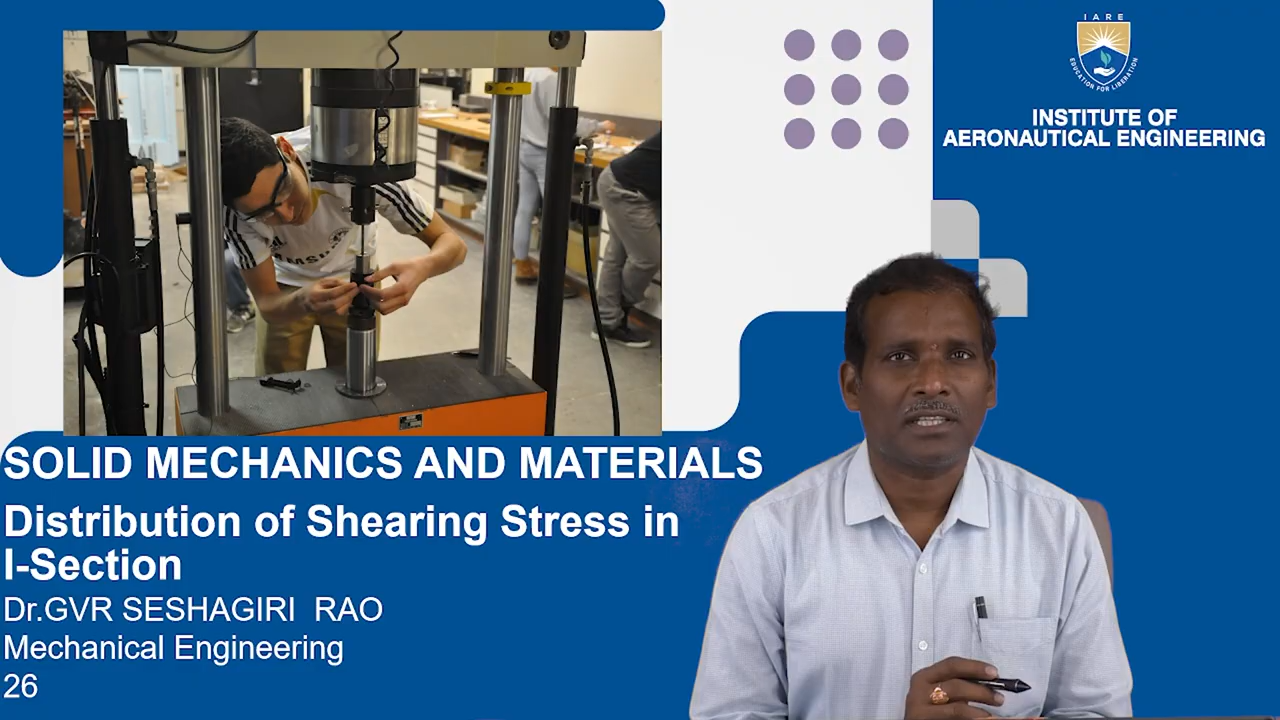 IARE
EDUCATION FOR LIBERATION
INSTITUTE OF
AERONAUTICAL ENGINEERING
SOLID MECHANICS AND MATERIALS
Distribution of Shearing Stress in
I-Section
Dr.GVR SESHAGIRI  RAO
Mechanical Engineering
26